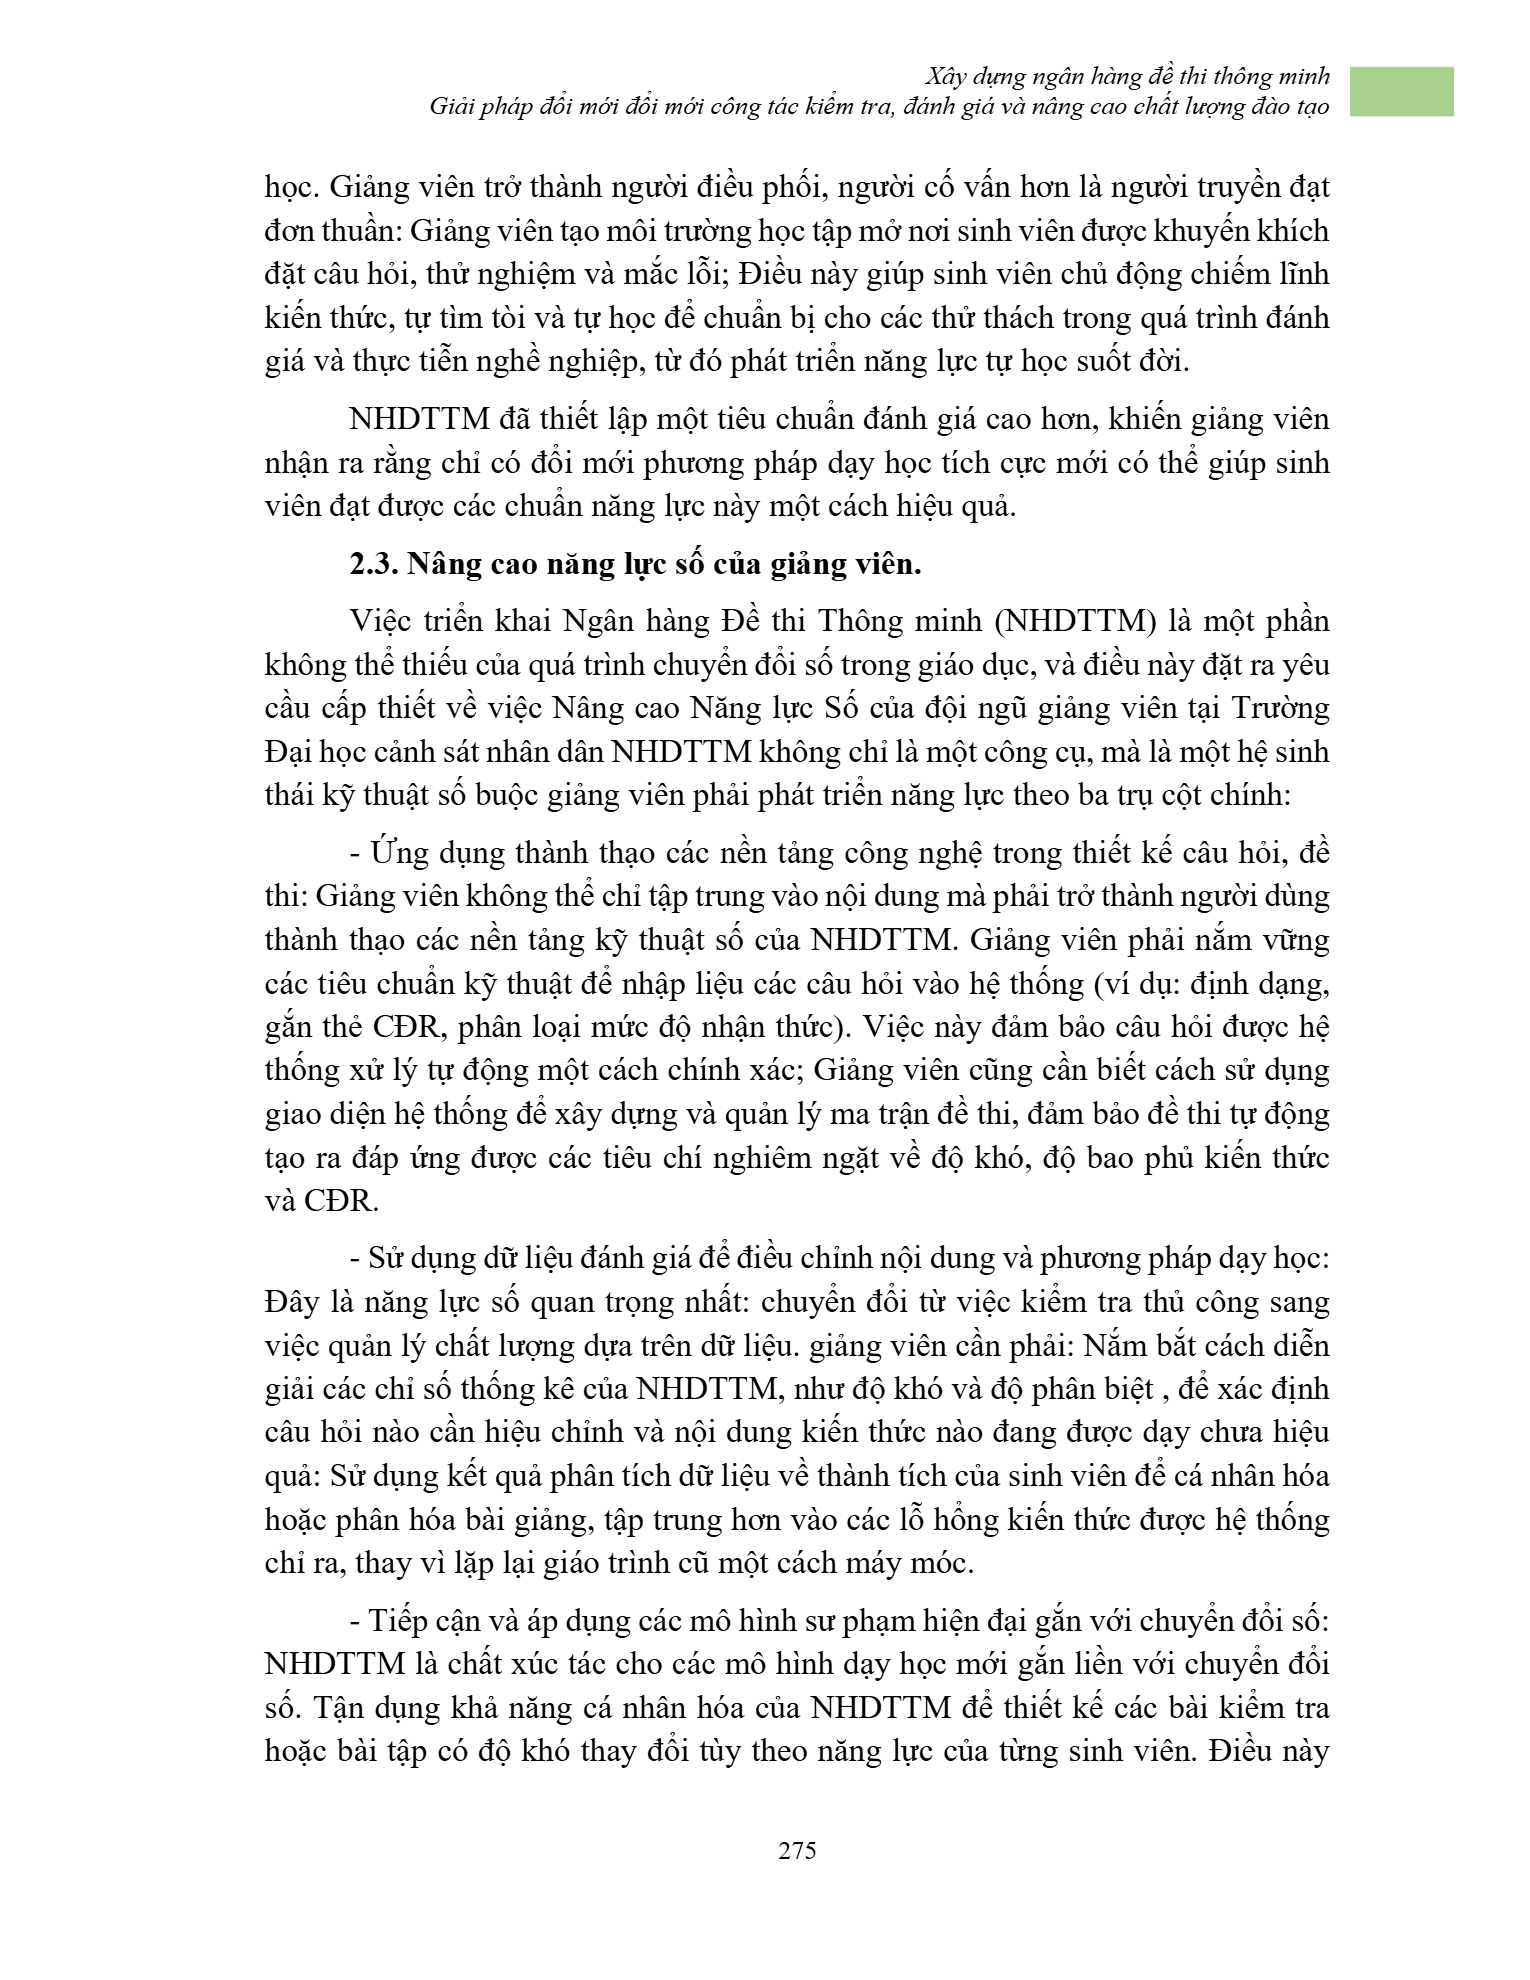 Xây dựng ngân hàng đề thi thông minh
Giải pháp đổi mới đổi mới công tác kiểm tra, đánh giá và nâng cao chất lượng đào tạo
học. Giảng viên trở thành người điều phối, người cố vấn hơn là người truyền đạt
đơn thuần: Giảng viên tạo môi trường học tập mở nơi sinh viên được khuyến khích
đặt câu hỏi, thử nghiệm và mắc lỗi; Điều này giúp sinh viên chủ động chiếm lĩnh
kiến thức, tự tìm tòi và tự học để chuẩn bị cho các thử thách trong quá trình đánh
giá và thực tiễn nghề nghiệp, từ đó phát triển năng lực tự học suốt đời.
NHDTTM đã thiết lập một tiêu chuẩn đánh giá cao hơn, khiến giảng viên
nhận ra rằng chỉ có đổi mới phương pháp dạy học tích cực mới có thể giúp sinh
viên đạt được các chuẩn năng lực này một cách hiệu quả.
2.3. Nâng cao năng lực số của giảng viên.
Việc triển khai Ngân hàng Đề thi Thông minh (NHDTTM) là một phần
không thể thiếu của quá trình chuyển đổi số trong giáo dục, và điều này đặt ra yêu
cầu cấp thiết về việc Nâng cao Năng lực Số của đội ngũ giảng viên tại Trường
Đại học cảnh sát nhân dân NHDTTM không chỉ là một công cụ, mà là một hệ sinh
thái kỹ thuật số buộc giảng viên phải phát triển năng lực theo ba trụ cột chính:
- Ứng dụng thành thạo các nền tảng công nghệ trong thiết kế câu hỏi, đề
thi: Giảng viên không thể chỉ tập trung vào nội dung mà phải trở thành người dùng
thành thạo các nền tảng kỹ thuật số của NHDTTM. Giảng viên phải nắm vững
các tiêu chuẩn kỹ thuật để nhập liệu các câu hỏi vào hệ thống (ví dụ: định dạng,
gắn thẻ CĐR, phân loại mức độ nhận thức). Việc này đảm bảo câu hỏi được hệ
thống xử lý tự động một cách chính xác; Giảng viên cũng cần biết cách sử dụng
giao diện hệ thống để xây dựng và quản lý ma trận đề thi, đảm bảo đề thi tự động
tạo ra đáp ứng được các tiêu chí nghiêm ngặt về độ khó, độ bao phủ kiến thức
và CĐR.
- Sử dụng dữ liệu đánh giá để điều chỉnh nội dung và phương pháp dạy học:
Đây là năng lực số quan trọng nhất: chuyển đổi từ việc kiểm tra thủ công sang
việc quản lý chất lượng dựa trên dữ liệu. giảng viên cần phải: Nắm bắt cách diễn
giải các chỉ số thống kê của NHDTTM, như độ khó và độ phân biệt , để xác định
câu hỏi nào cần hiệu chỉnh và nội dung kiến thức nào đang được dạy chưa hiệu
quả: Sử dụng kết quả phân tích dữ liệu về thành tích của sinh viên để cá nhân hóa
hoặc phân hóa bài giảng, tập trung hơn vào các lỗ hổng kiến thức được hệ thống
chỉ ra, thay vì lặp lại giáo trình cũ một cách máy móc.
- Tiếp cận và áp dụng các mô hình sư phạm hiện đại gắn với chuyển đổi số:
NHDTTM là chất xúc tác cho các mô hình dạy học mới gắn liền với chuyển đổi
số. Tận dụng khả năng cá nhân hóa của NHDTTM để thiết kế các bài kiểm tra
hoặc bài tập có độ khó thay đổi tùy theo năng lực của từng sinh viên. Điều này
275